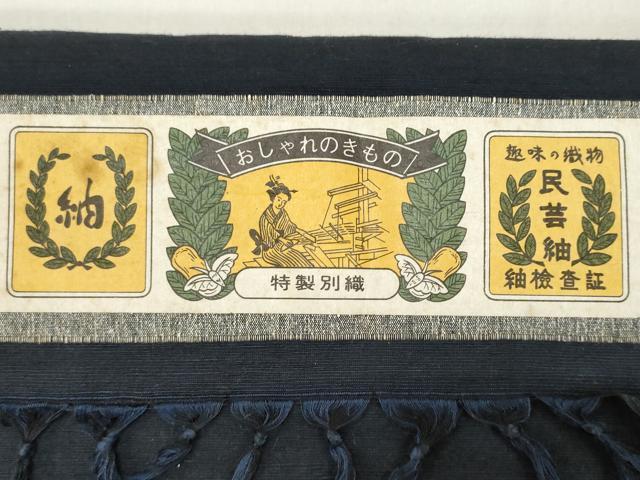 紬
おしゃれのきもの
特製別織
趣味の織物
民芸紬
紬検査証